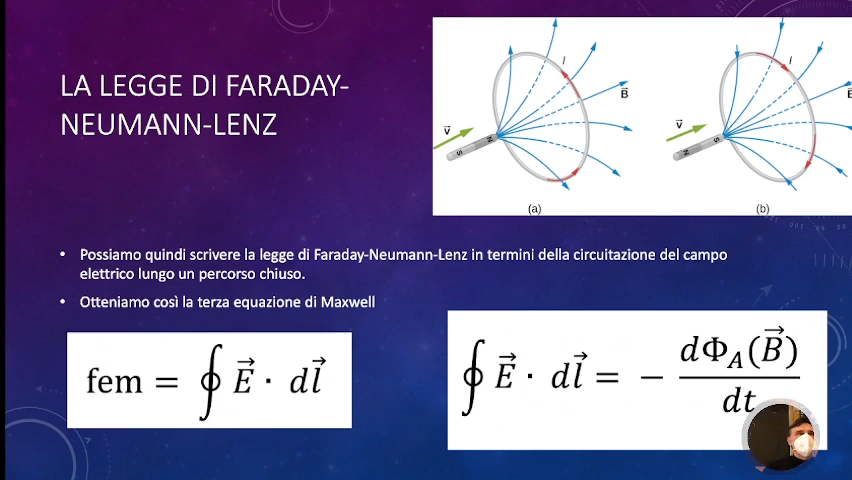 LA LEGGE DI FARADAY-
NEUMANN-LENZ
I
B
v
N
S
(a)
I
B
v
S
N
(b)
• Possiamo quindi scrivere la legge di Faraday-Neumann-Lenz in termini della circuitazione del campo
elettrico lungo un percorso chiuso.
• Otteniamo così la terza equazione di Maxwell
fem = ∮ E⃗ · dl⃗
∮ E⃗ · dl⃗ = − dΦ_A(B⃗)/dt